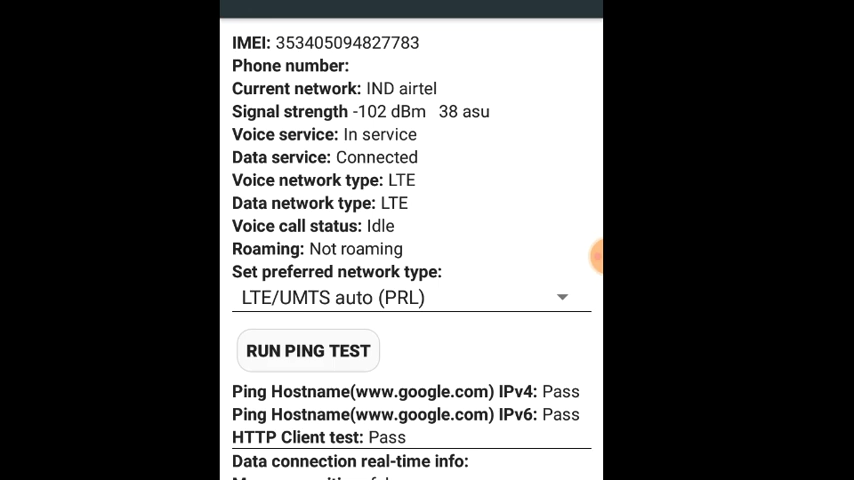 IMEI: 353405094827783
Phone number:
Current network: IND airtel
Signal strength -102 dBm 38 asu
Voice service: In service
Data service: Connected
Voice network type: LTE
Data network type: LTE
Voice call status: Idle
Roaming: Not roaming
Set preferred network type:
LTE/UMTS auto (PRL)
RUN PING TEST
Ping Hostname(www.google.com) IPv4: Pass
Ping Hostname(www.google.com) IPv6: Pass
HTTP Client test: Pass
Data connection real-time info: